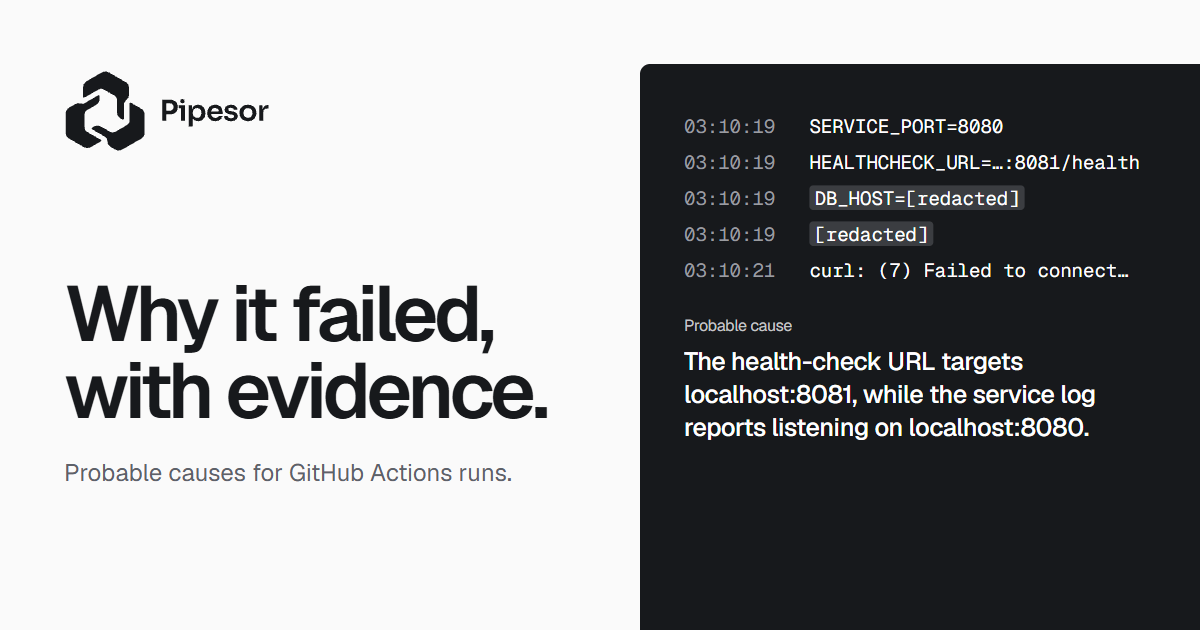 Pipesor
Why it failed,
with evidence.
Probable causes for GitHub Actions runs.
03:10:19 SERVICE_PORT=8080
03:10:19 HEALTHCHECK_URL=…:8081/health
03:10:19 DB_HOST=[redacted]
03:10:19 [redacted]
03:10:21 curl: (7) Failed to connect…
Probable cause
The health-check URL targets
localhost:8081, while the service log
reports listening on localhost:8080.